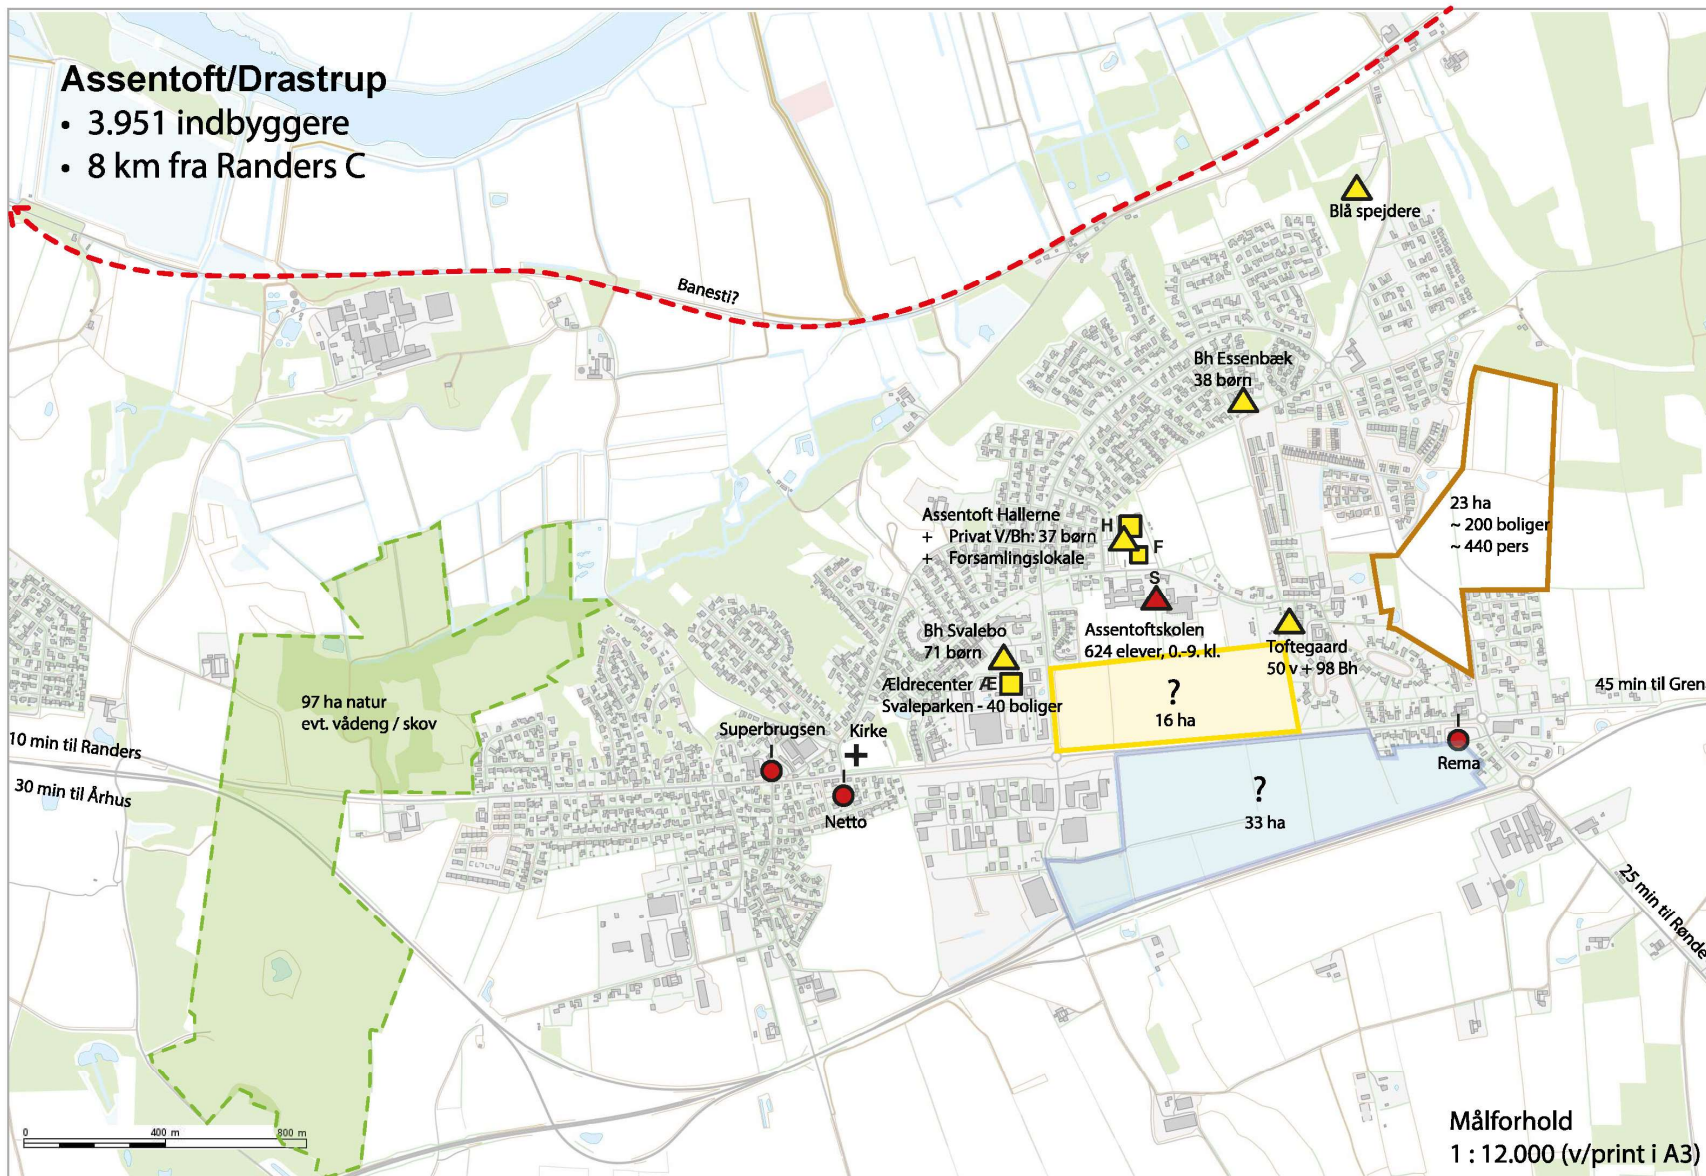 Assentoft/Drastrup
• 3.951 indbyggere
• 8 km fra Randers C
Blå spejdere
Banesti?
Bh Essenbæk
38 børn
23 ha
~ 200 boliger
~ 440 pers
Assentoft Hallerne
+ Privat V/Bh: 37 børn
+ Forsamlingslokale
H
F
S
Assentoftskolen
624 elever, 0.-9. kl.
Bh Svalebo
71 børn
Toftegaard
50 v + 98 Bh
Ældrecenter Æ
Svaleparken - 40 boliger
?
16 ha
45 min til Gren
97 ha natur
evt. vådeng / skov
10 min til Randers
30 min til Århus
Superbrugsen
Kirke
Netto
Rema
?
33 ha
25 min til Rønde
0 400 m 800 m
Målforhold
1 : 12.000 (v/print i A3)